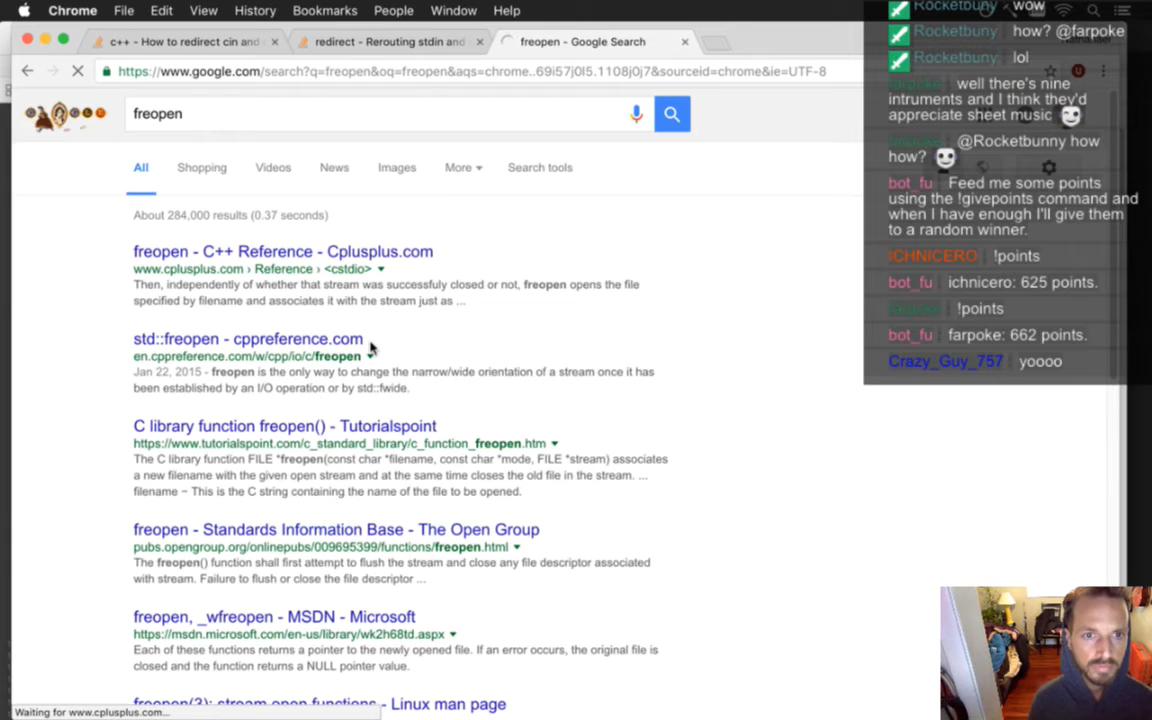 Chrome File Edit View History Bookmarks People Window Help
c++ - How to redirect cin and
redirect - Rerouting stdin and
freopen - Google Search
https://www.google.com/search?q=freopen&oq=freopen&aqs=chrome..69i57j0l5.1108j0j7&sourceid=chrome&ie=UTF-8
freopen
All Shopping Videos News Images More Search tools
About 284,000 results (0.37 seconds)
freopen - C++ Reference - Cplusplus.com
www.cplusplus.com › Reference › <cstdio>
Then, independently of whether that stream was successfuly closed or not, freopen opens the file
specified by filename and associates it with the stream just as ...
std::freopen - cppreference.com
en.cppreference.com/w/cpp/io/c/freopen
Jan 22, 2015 - freopen is the only way to change the narrow/wide orientation of a stream once it has
been established by an I/O operation or by std::fwide.
C library function freopen() - Tutorialspoint
https://www.tutorialspoint.com/c_standard_library/c_function_freopen.htm
The C library function FILE *freopen(const char *filename, const char *mode, FILE *stream) associates
a new filename with the given open stream and at the same time closes the old file in the stream. ...
filename − This is the C string containing the name of the file to be opened.
freopen - Standards Information Base - The Open Group
pubs.opengroup.org/onlinepubs/009695399/functions/freopen.html
The freopen() function shall first attempt to flush the stream and close any file descriptor associated
with stream. Failure to flush or close the file descriptor ...
freopen, _wfreopen - MSDN - Microsoft
https://msdn.microsoft.com/en-us/library/wk2h68td.aspx
Each of these functions returns a pointer to the newly opened file. If an error occurs, the original file is
closed and the function returns a NULL pointer value.
freopen(3): stream open functions - Linux man page
Waiting for www.cplusplus.com...
Rocketbunny wow
Rocketbunny how? @farpoke
Rocketbunny lol
farpoke well there's nine
intruments and I think they'd
appreciate sheet music
farpoke @Rocketbunny how
how?
bot_fu Feed me some points
using the !givepoints command and
when I have enough I'll give them
to a random winner.
ICHNICERO !points
bot_fu ichnicero: 625 points.
farpoke !points
bot_fu farpoke: 662 points.
Crazy_Guy_757 yoooo